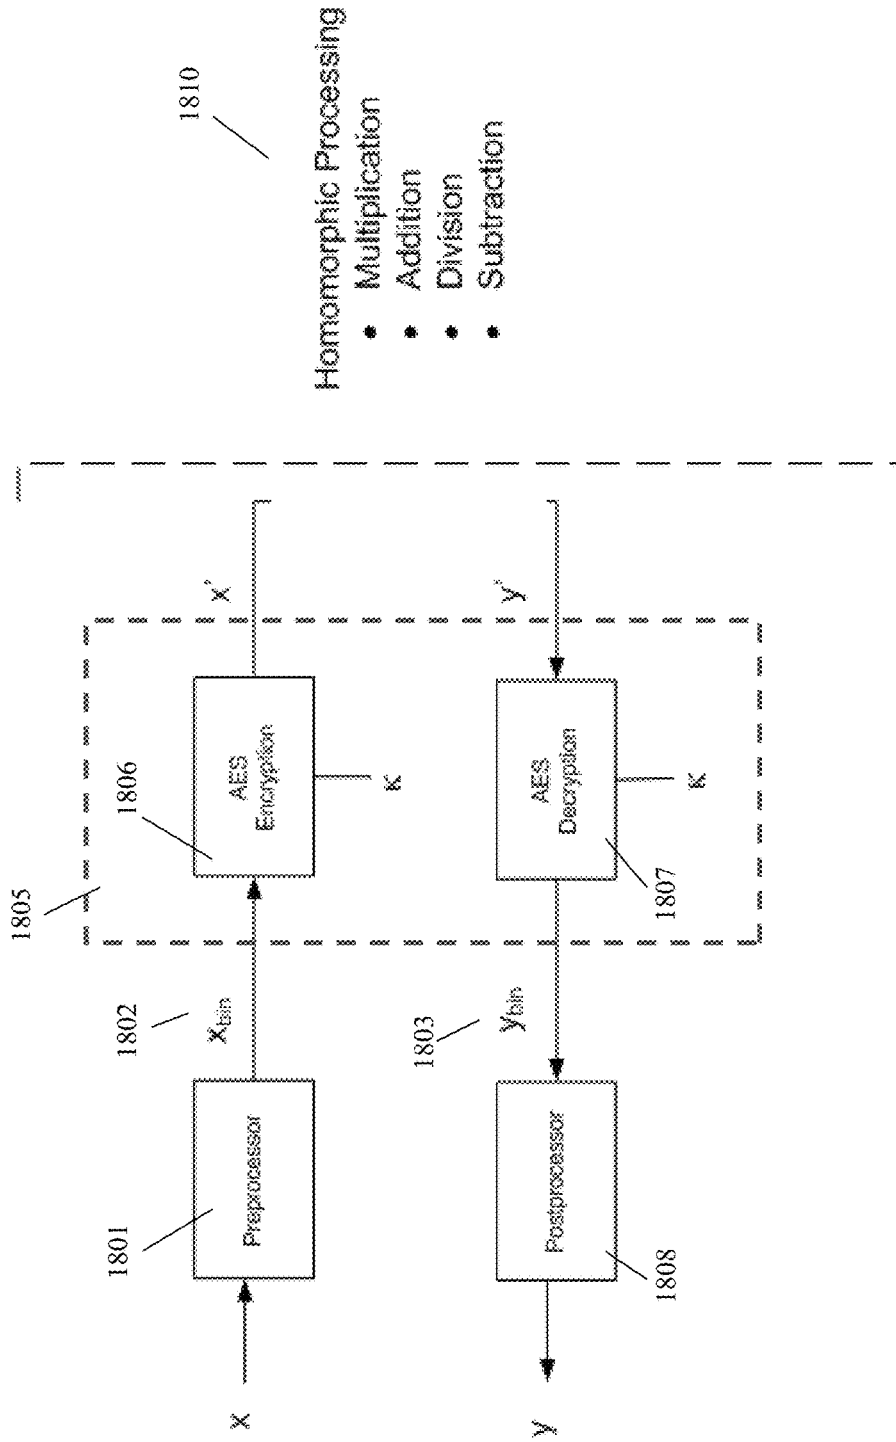 1805
1801
1802
1806
x
Preprocessor
xbin
AES
Encryption
K
x'
1803
y
Postprocessor
ybin
AES
Decryption
K
y'
1808
1807
1810
Homomorphic Processing
• Multiplication
• Addition
• Division
• Subtraction